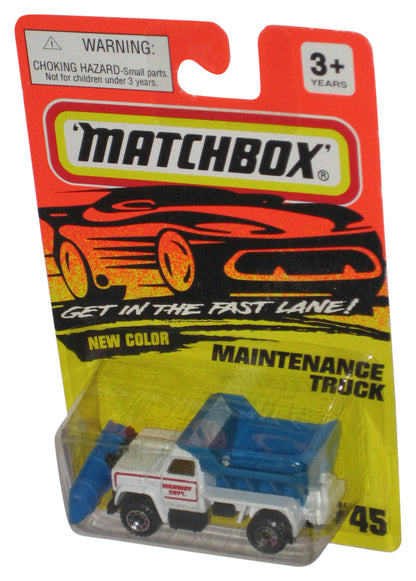 WARNING:
CHOKING HAZARD-Small parts.
Not for children under 3 years.
3+
YEARS
'MATCHBOX'®
GET IN THE FAST LANE!
NEW COLOR
MAINTENANCE
TRUCK
HIGHWAY
DEPT.
45